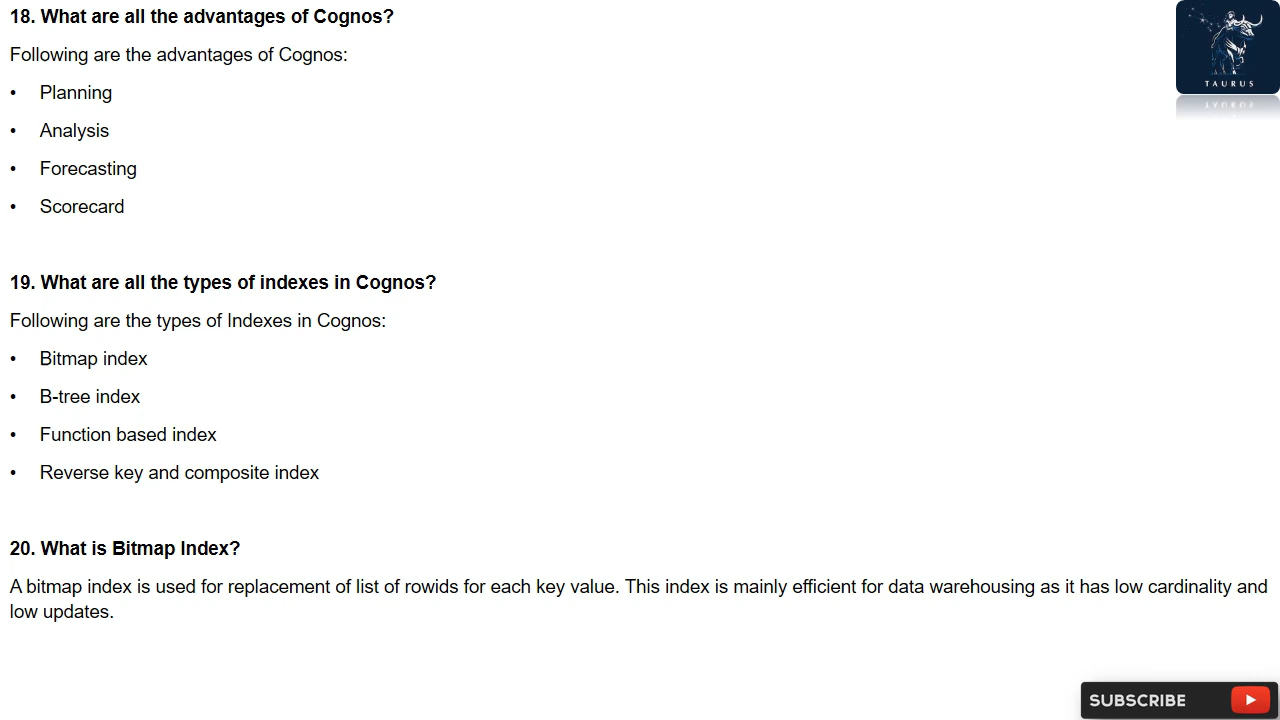 18. What are all the advantages of Cognos?
Following are the advantages of Cognos:
• Planning
• Analysis
• Forecasting
• Scorecard
19. What are all the types of indexes in Cognos?
Following are the types of Indexes in Cognos:
• Bitmap index
• B-tree index
• Function based index
• Reverse key and composite index
20. What is Bitmap Index?
A bitmap index is used for replacement of list of rowids for each key value. This index is mainly efficient for data warehousing as it has low cardinality and
low updates.
TAURUS
SUBSCRIBE